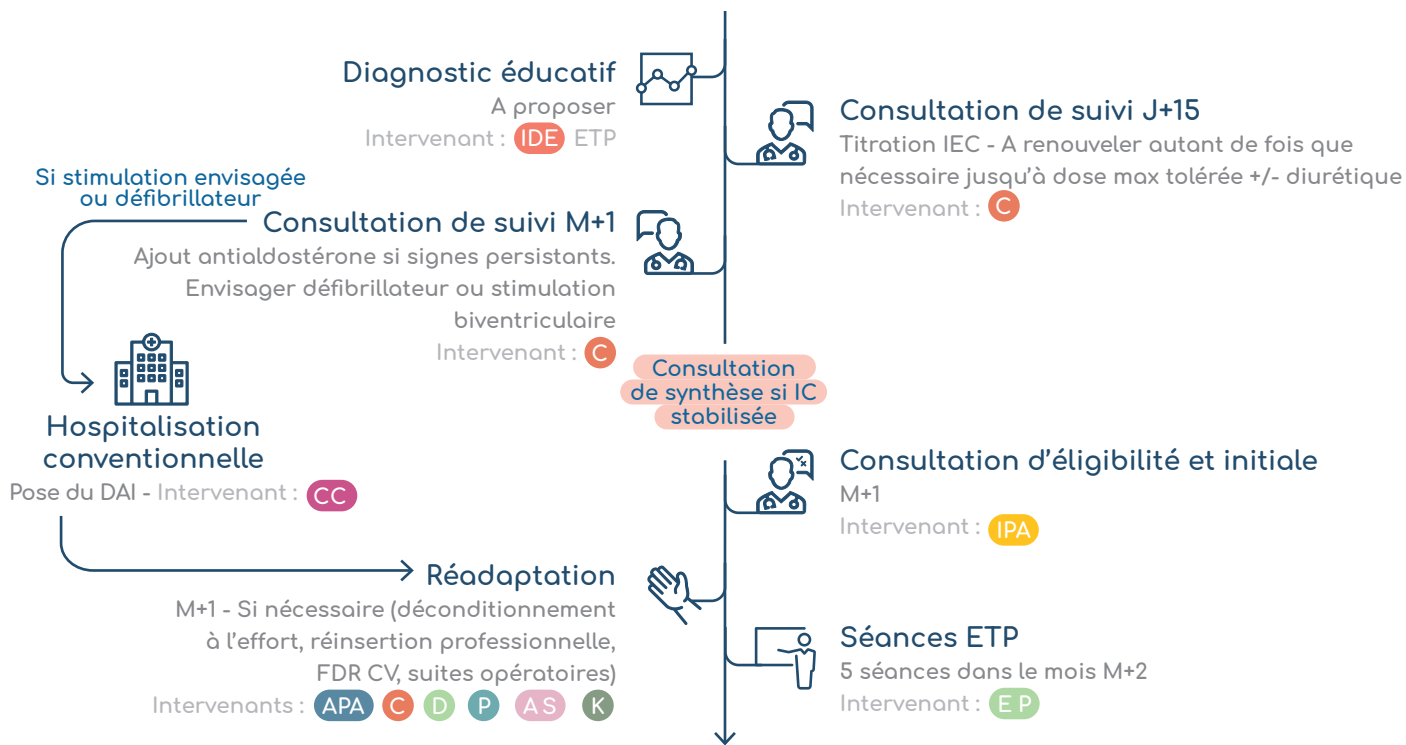 Diagnostic éducatif
A proposer
Intervenant : IDE ETP
Consultation de suivi J+15
Titration IEC - A renouveler autant de fois que
nécessaire jusqu'à dose max tolérée +/- diurétique
Intervenant : C
Si stimulation envisagée
ou défibrillateur
Consultation de suivi M+1
Ajout antialdostérone si signes persistants.
Envisager défibrillateur ou stimulation
biventriculaire
Intervenant : C
Hospitalisation
conventionnelle
Pose du DAI - Intervenant : CC
Consultation
de synthèse si IC
stabilisée
Consultation d'éligibilité et initiale
M+1
Intervenant : IPA
Réadaptation
M+1 - Si nécessaire (déconditionnement
à l'effort, réinsertion professionnelle,
FDR CV, suites opératoires)
Intervenants : APA C D P AS K
Séances ETP
5 séances dans le mois M+2
Intervenant : E P